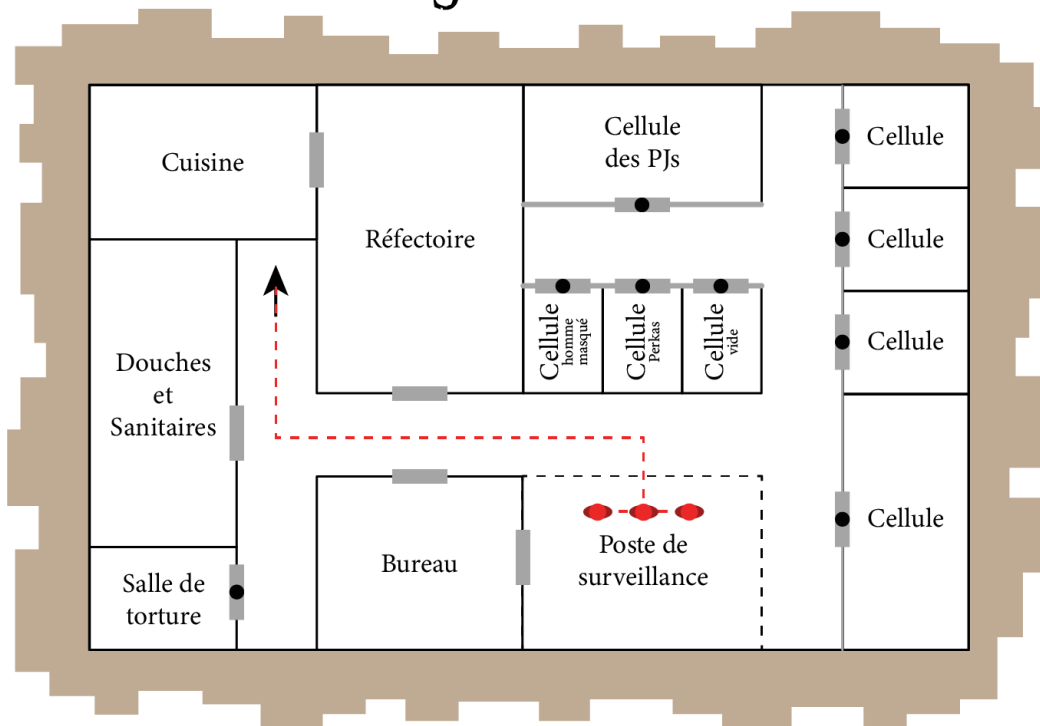 g
Cuisine
Réfectoire
Cellule
des PJs
Cellule
Cellule
Cellule
Cellule
homme
masqué
Cellule
Perkas
Cellule
vide
Douches
et
Sanitaires
Salle de
torture
Bureau
Poste de
surveillance
Cellule